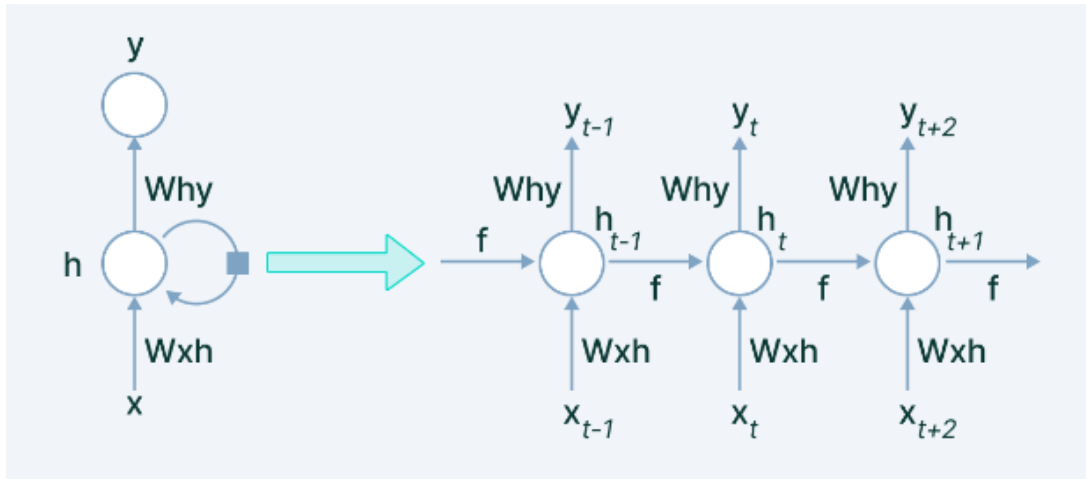 y
Why
h
Wxh
x
y t-1
y t
y t+2
Why
Why
Why
h t-1
h t
h t+1
f
f
f
f
Wxh
Wxh
Wxh
x t-1
x t
x t+2